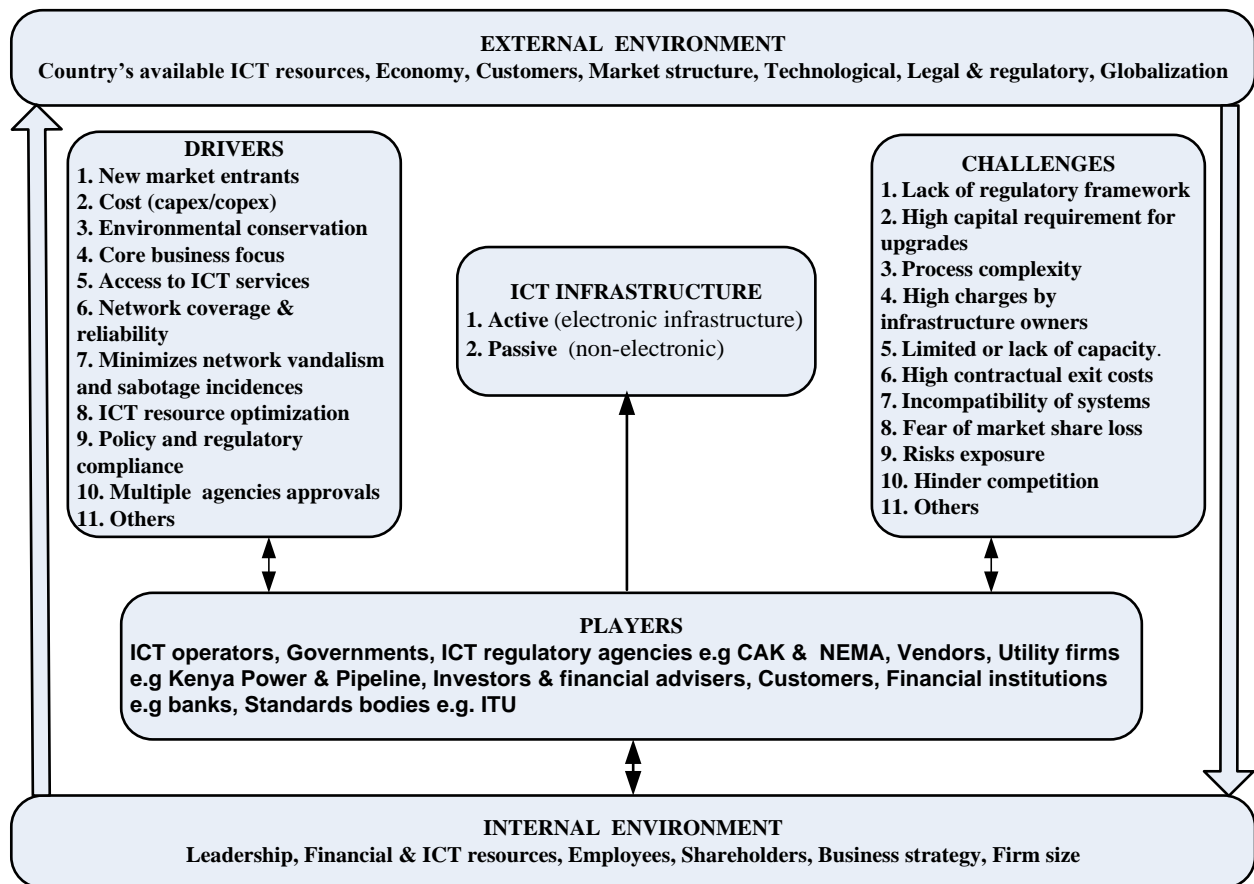 EXTERNAL ENVIRONMENT
Country's available ICT resources, Economy, Customers, Market structure, Technological, Legal & regulatory, Globalization
DRIVERS
1. New market entrants
2. Cost (capex/copex)
3. Environmental conservation
4. Core business focus
5. Access to ICT services
6. Network coverage &
reliability
7. Minimizes network vandalism
and sabotage incidences
8. ICT resource optimization
9. Policy and regulatory
compliance
10. Multiple agencies approvals
11. Others
ICT INFRASTRUCTURE
1. Active (electronic infrastructure)
2. Passive (non-electronic)
CHALLENGES
1. Lack of regulatory framework
2. High capital requirement for
upgrades
3. Process complexity
4. High charges by
infrastructure owners
5. Limited or lack of capacity.
6. High contractual exit costs
7. Incompatibility of systems
8. Fear of market share loss
9. Risks exposure
10. Hinder competition
11. Others
PLAYERS
ICT operators, Governments, ICT regulatory agencies e.g CAK & NEMA, Vendors, Utility firms
e.g Kenya Power & Pipeline, Investors & financial advisers, Customers, Financial institutions
e.g banks, Standards bodies e.g. ITU
INTERNAL ENVIRONMENT
Leadership, Financial & ICT resources, Employees, Shareholders, Business strategy, Firm size